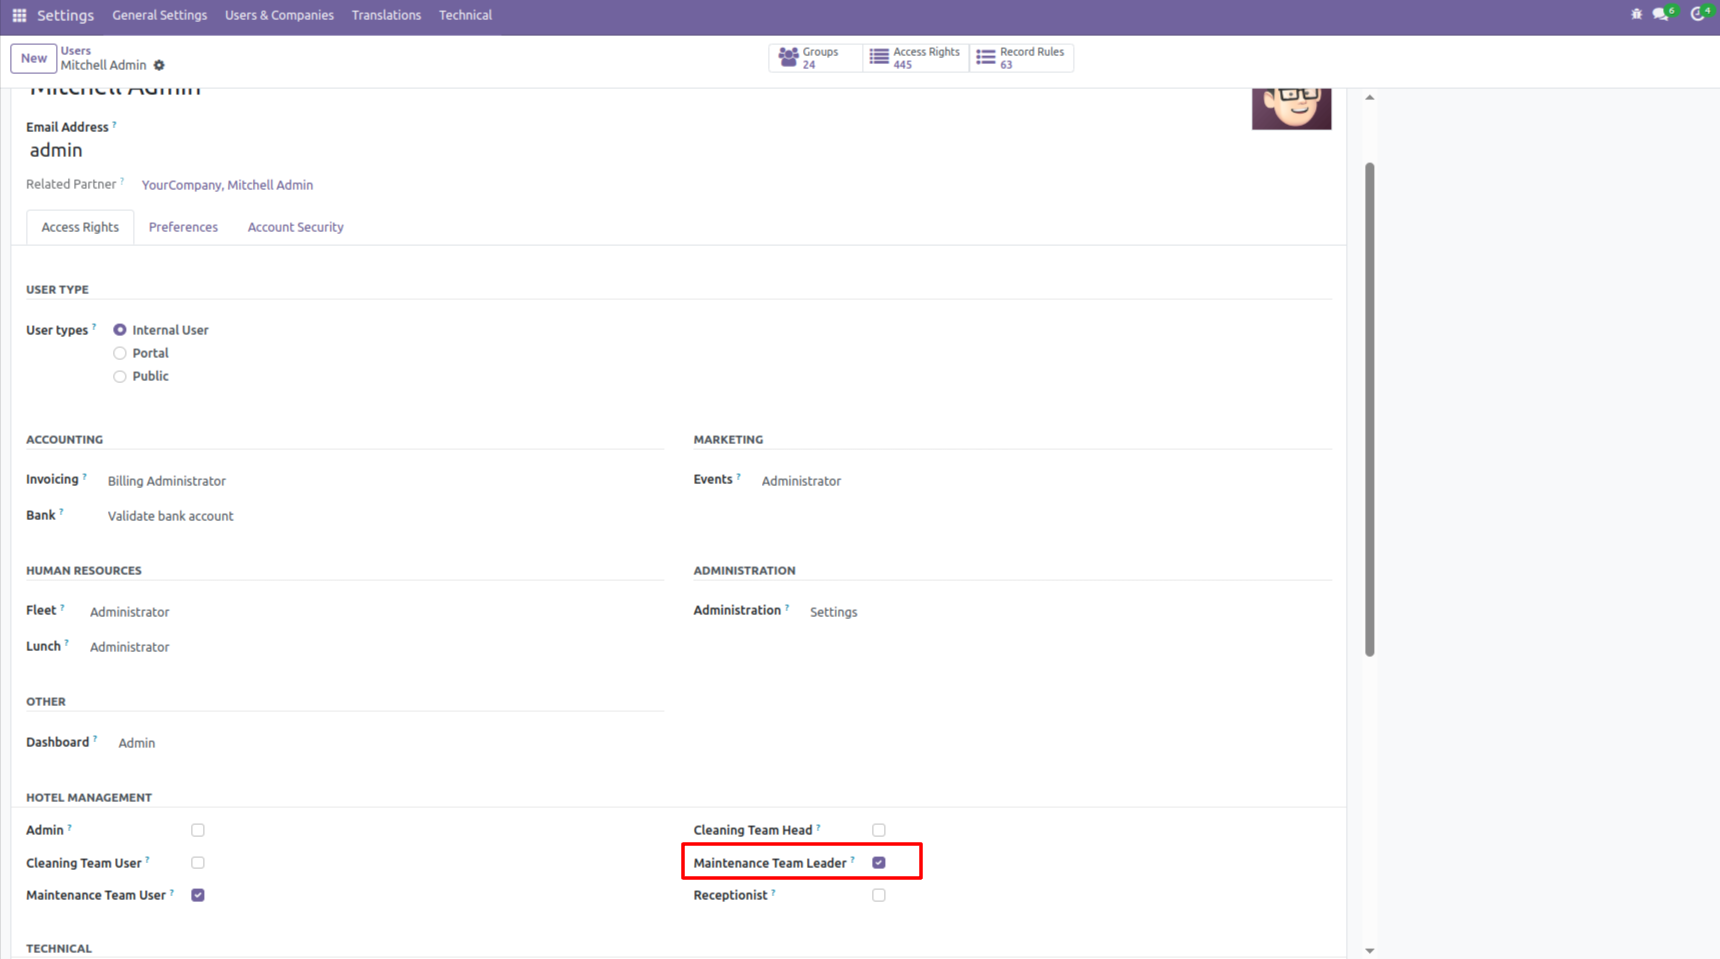 Settings General Settings Users & Companies Translations Technical 6 4
New Users Mitchell Admin
Groups 24 Access Rights 445 Record Rules 63
Mitchell Admin
Email Address ?
admin
Related Partner ? YourCompany, Mitchell Admin
Access Rights Preferences Account Security
USER TYPE
User types ? Internal User
Portal
Public
ACCOUNTING MARKETING
Invoicing ? Billing Administrator Events ? Administrator
Bank ? Validate bank account
HUMAN RESOURCES ADMINISTRATION
Fleet ? Administrator Administration ? Settings
Lunch ? Administrator
OTHER
Dashboard ? Admin
HOTEL MANAGEMENT
Admin ? Cleaning Team Head ?
Cleaning Team User ? Maintenance Team Leader ?
Maintenance Team User ? Receptionist ?
TECHNICAL